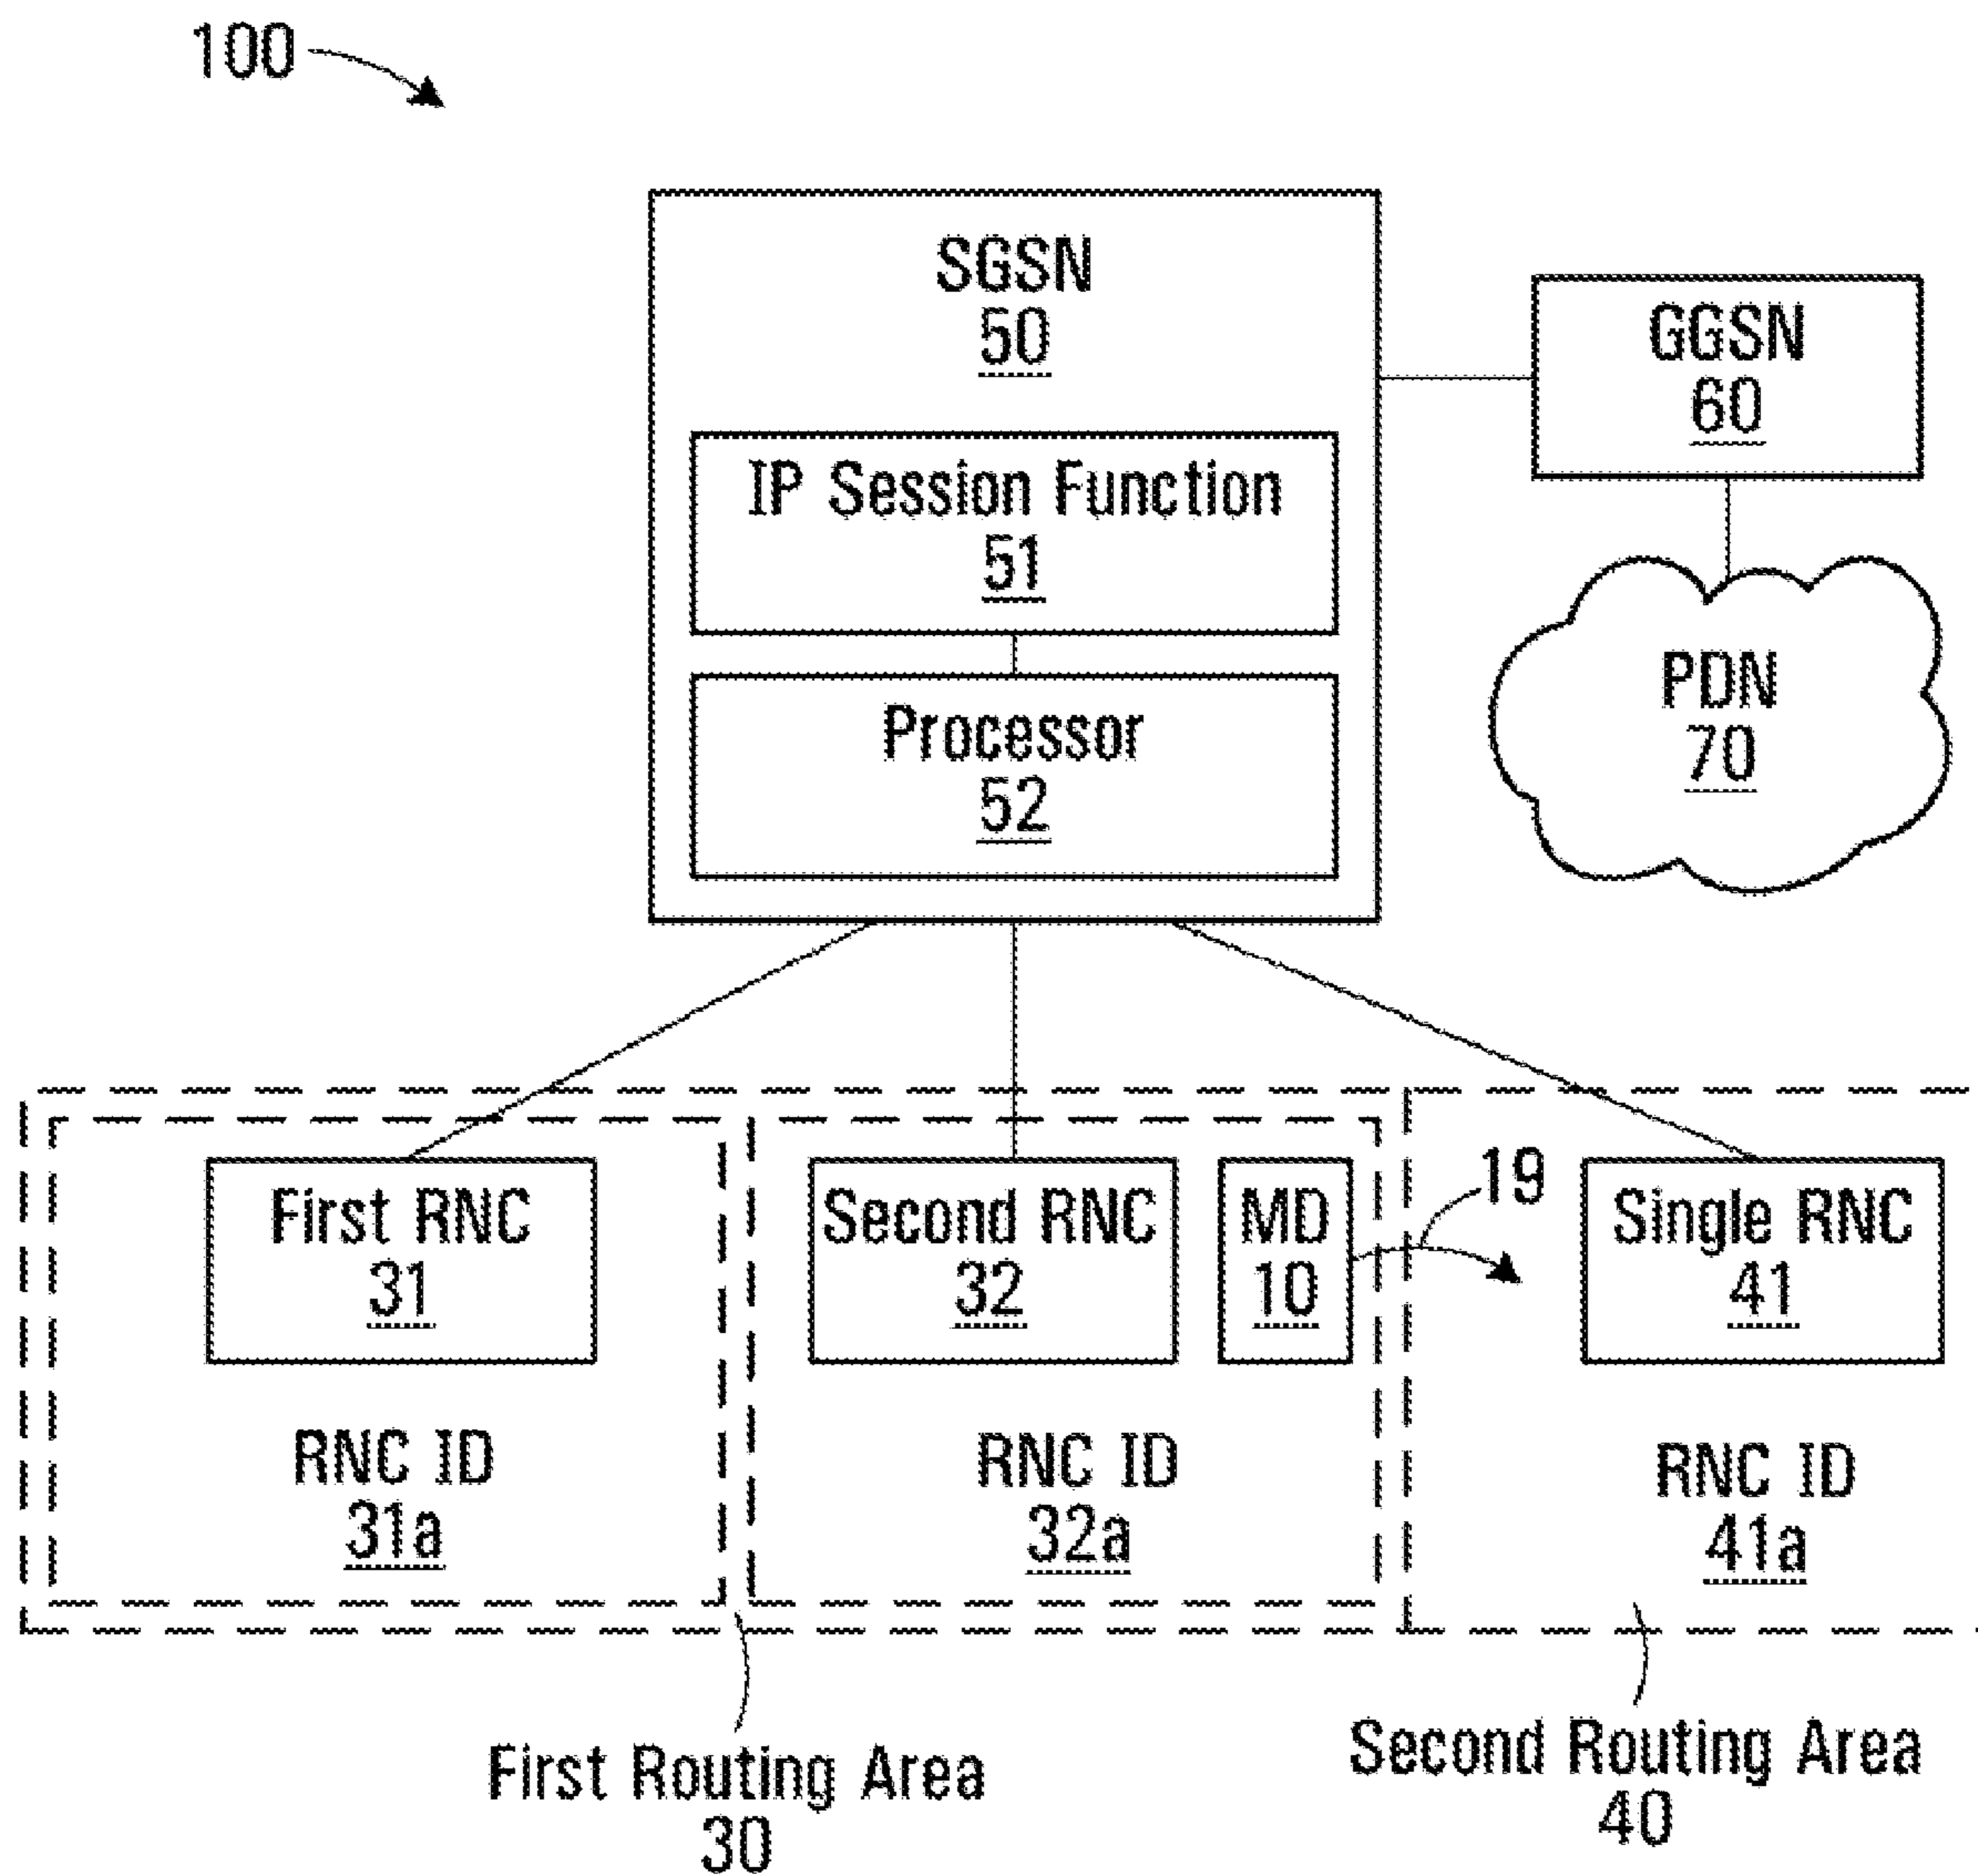 100
SGSN
50
GGSN
60
IP Session Function
51
PDN
70
Processor
52
19
First RNC
31
Second RNC
32
MD
10
Single RNC
41
RNC ID
31a
RNC ID
32a
RNC ID
41a
First Routing Area
30
Second Routing Area
40